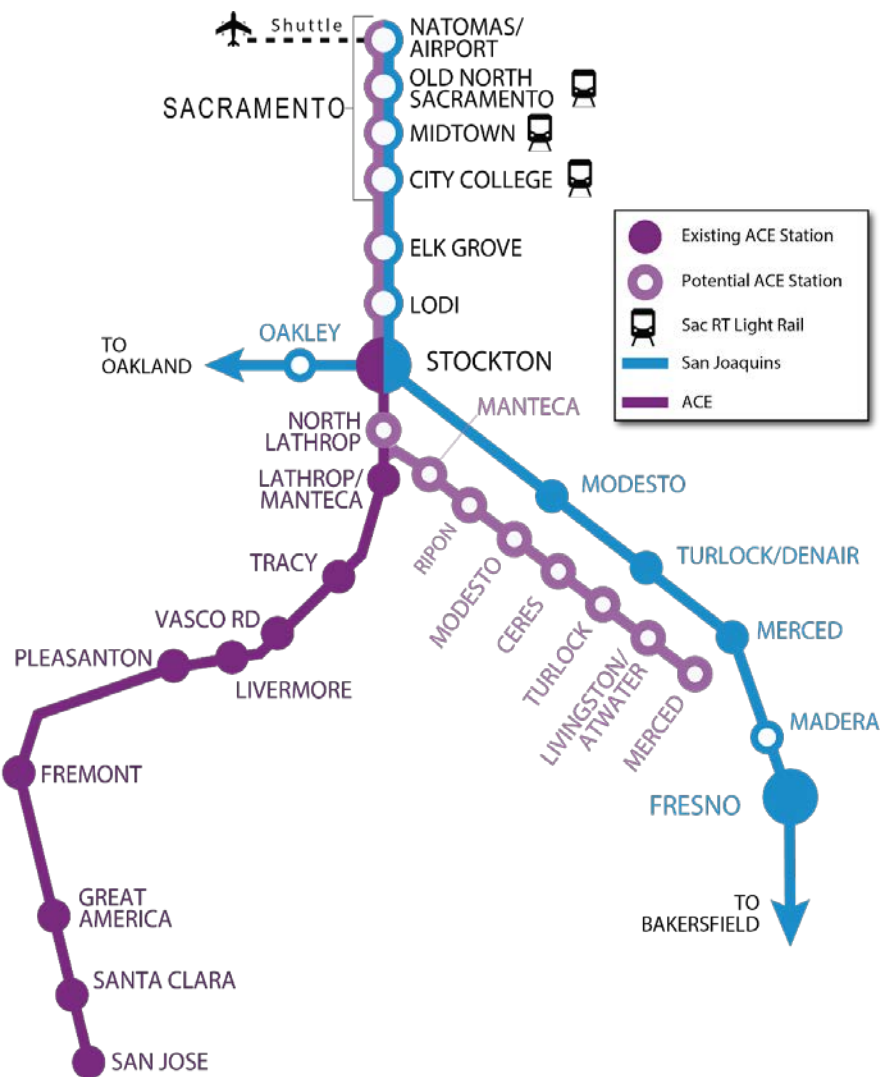 Shuttle
NATOMAS/
AIRPORT
OLD NORTH
SACRAMENTO
SACRAMENTO
MIDTOWN
CITY COLLEGE
ELK GROVE
LODI
Existing ACE Station
Potential ACE Station
Sac RT Light Rail
San Joaquins
ACE
OAKLEY
TO
OAKLAND
STOCKTON
NORTH
LATHROP
MANTECA
LATHROP/
MANTECA
MODESTO
RIPON
TRACY
MODESTO
TURLOCK/DENAIR
CERES
VASCO RD
TURLOCK
MERCED
PLEASANTON
LIVERMORE
LIVINGSTON/
ATWATER
MERCED
MADERA
FREMONT
FRESNO
GREAT
AMERICA
TO
BAKERSFIELD
SANTA CLARA
SAN JOSE